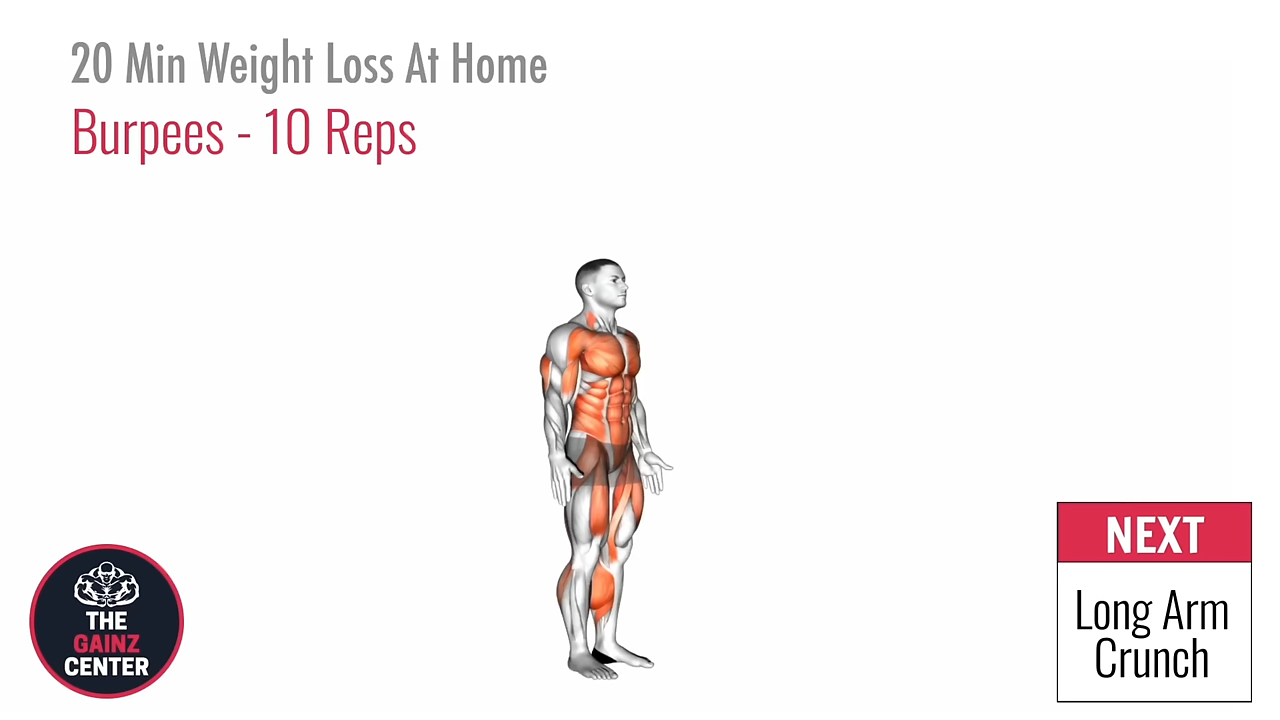 20 Min Weight Loss At Home
Burpees - 10 Reps
NEXT
Long Arm
Crunch
THE
GAINZ
CENTER